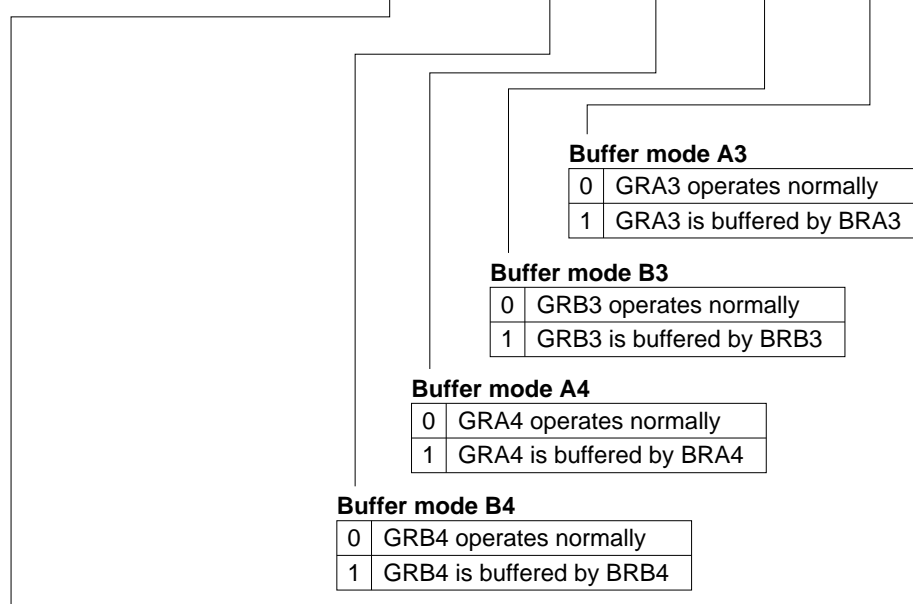 Buffer mode A3
0 GRA3 operates normally
1 GRA3 is buffered by BRA3
Buffer mode B3
0 GRB3 operates normally
1 GRB3 is buffered by BRB3
Buffer mode A4
0 GRA4 operates normally
1 GRA4 is buffered by BRA4
Buffer mode B4
0 GRB4 operates normally
1 GRB4 is buffered by BRB4